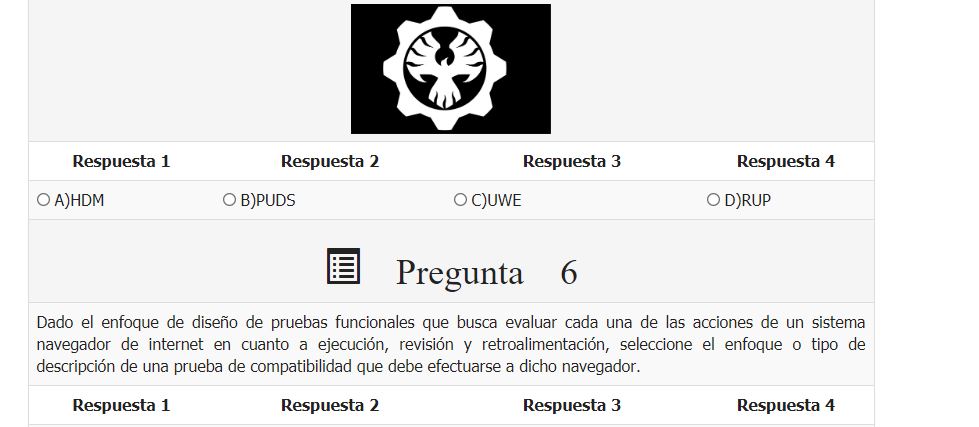 Respuesta 1 Respuesta 2 Respuesta 3 Respuesta 4
A)HDM B)PUDS C)UWE D)RUP
Pregunta 6
Dado el enfoque de diseño de pruebas funcionales que busca evaluar cada una de las acciones de un sistema
navegador de internet en cuanto a ejecución, revisión y retroalimentación, seleccione el enfoque o tipo de
descripción de una prueba de compatibilidad que debe efectuarse a dicho navegador.
Respuesta 1 Respuesta 2 Respuesta 3 Respuesta 4